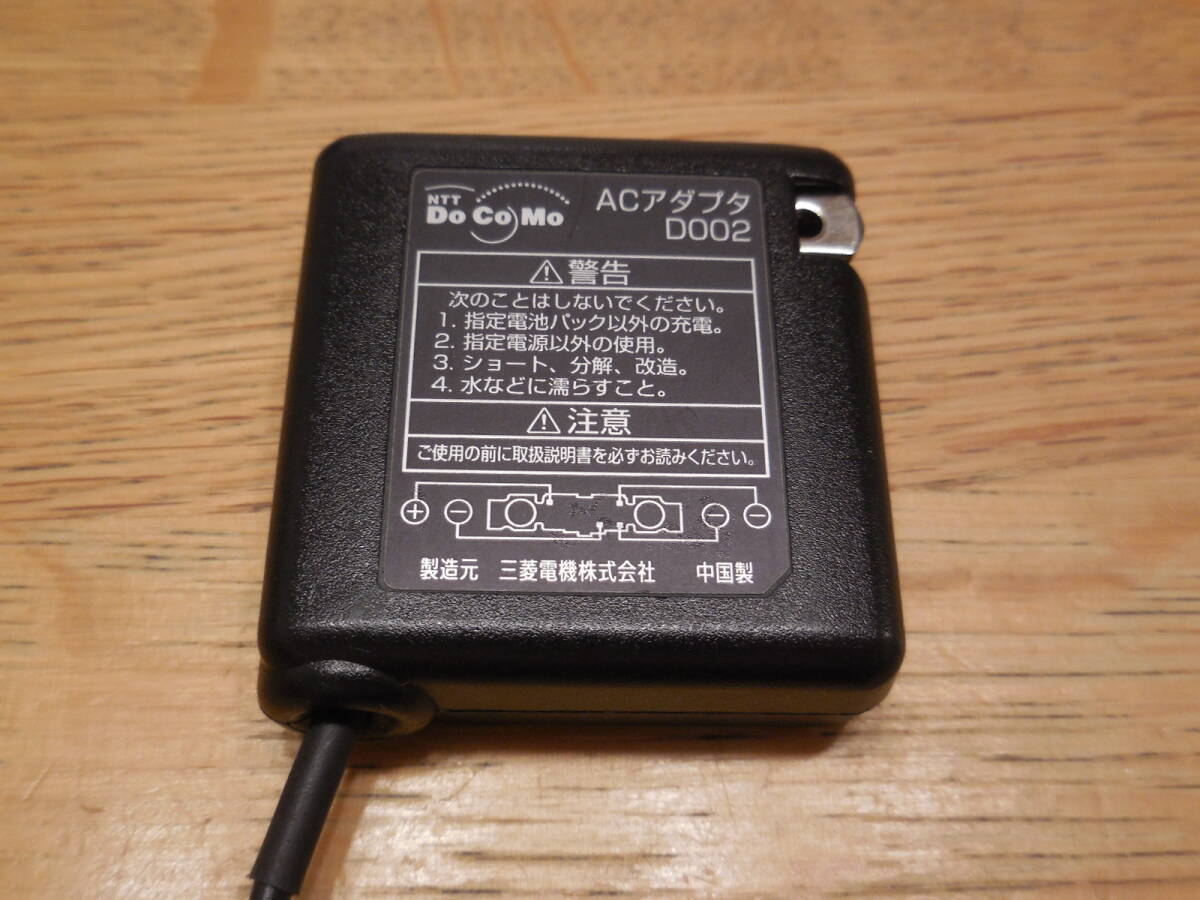 NTT
DoCoMo
ACアダプタ
D002
⚠警告
次のことはしないでください。
1. 指定電池パック以外の充電。
2. 指定電源以外の使用。
3. ショート、分解、改造。
4. 水などに濡らすこと。
⚠注意
ご使用の前に取扱説明書を必ずお読みください。
+ − − −
製造元 三菱電機株式会社 中国製